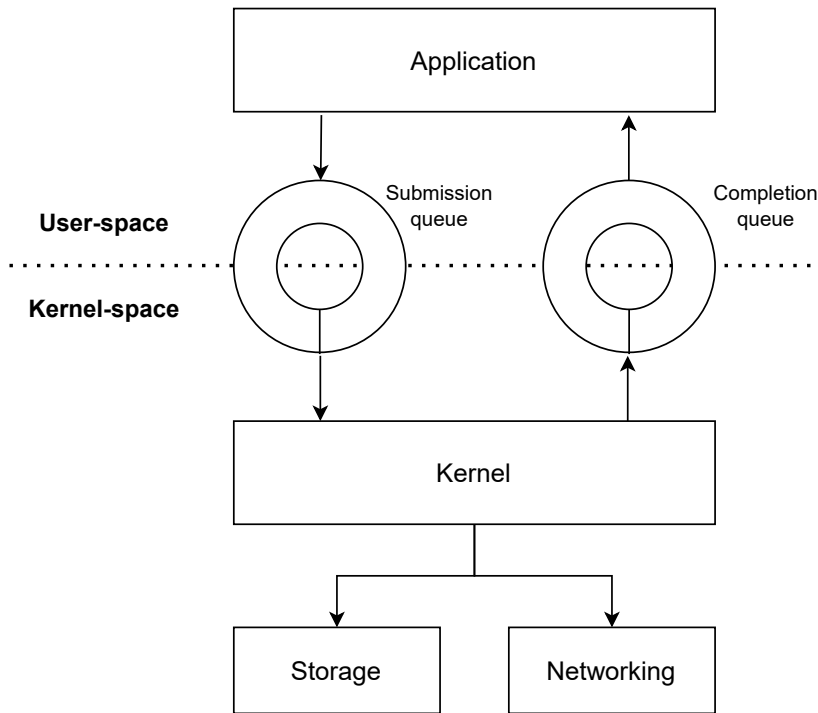 Application
Submission
queue
Completion
queue
User-space
Kernel-space
Kernel
Storage
Networking